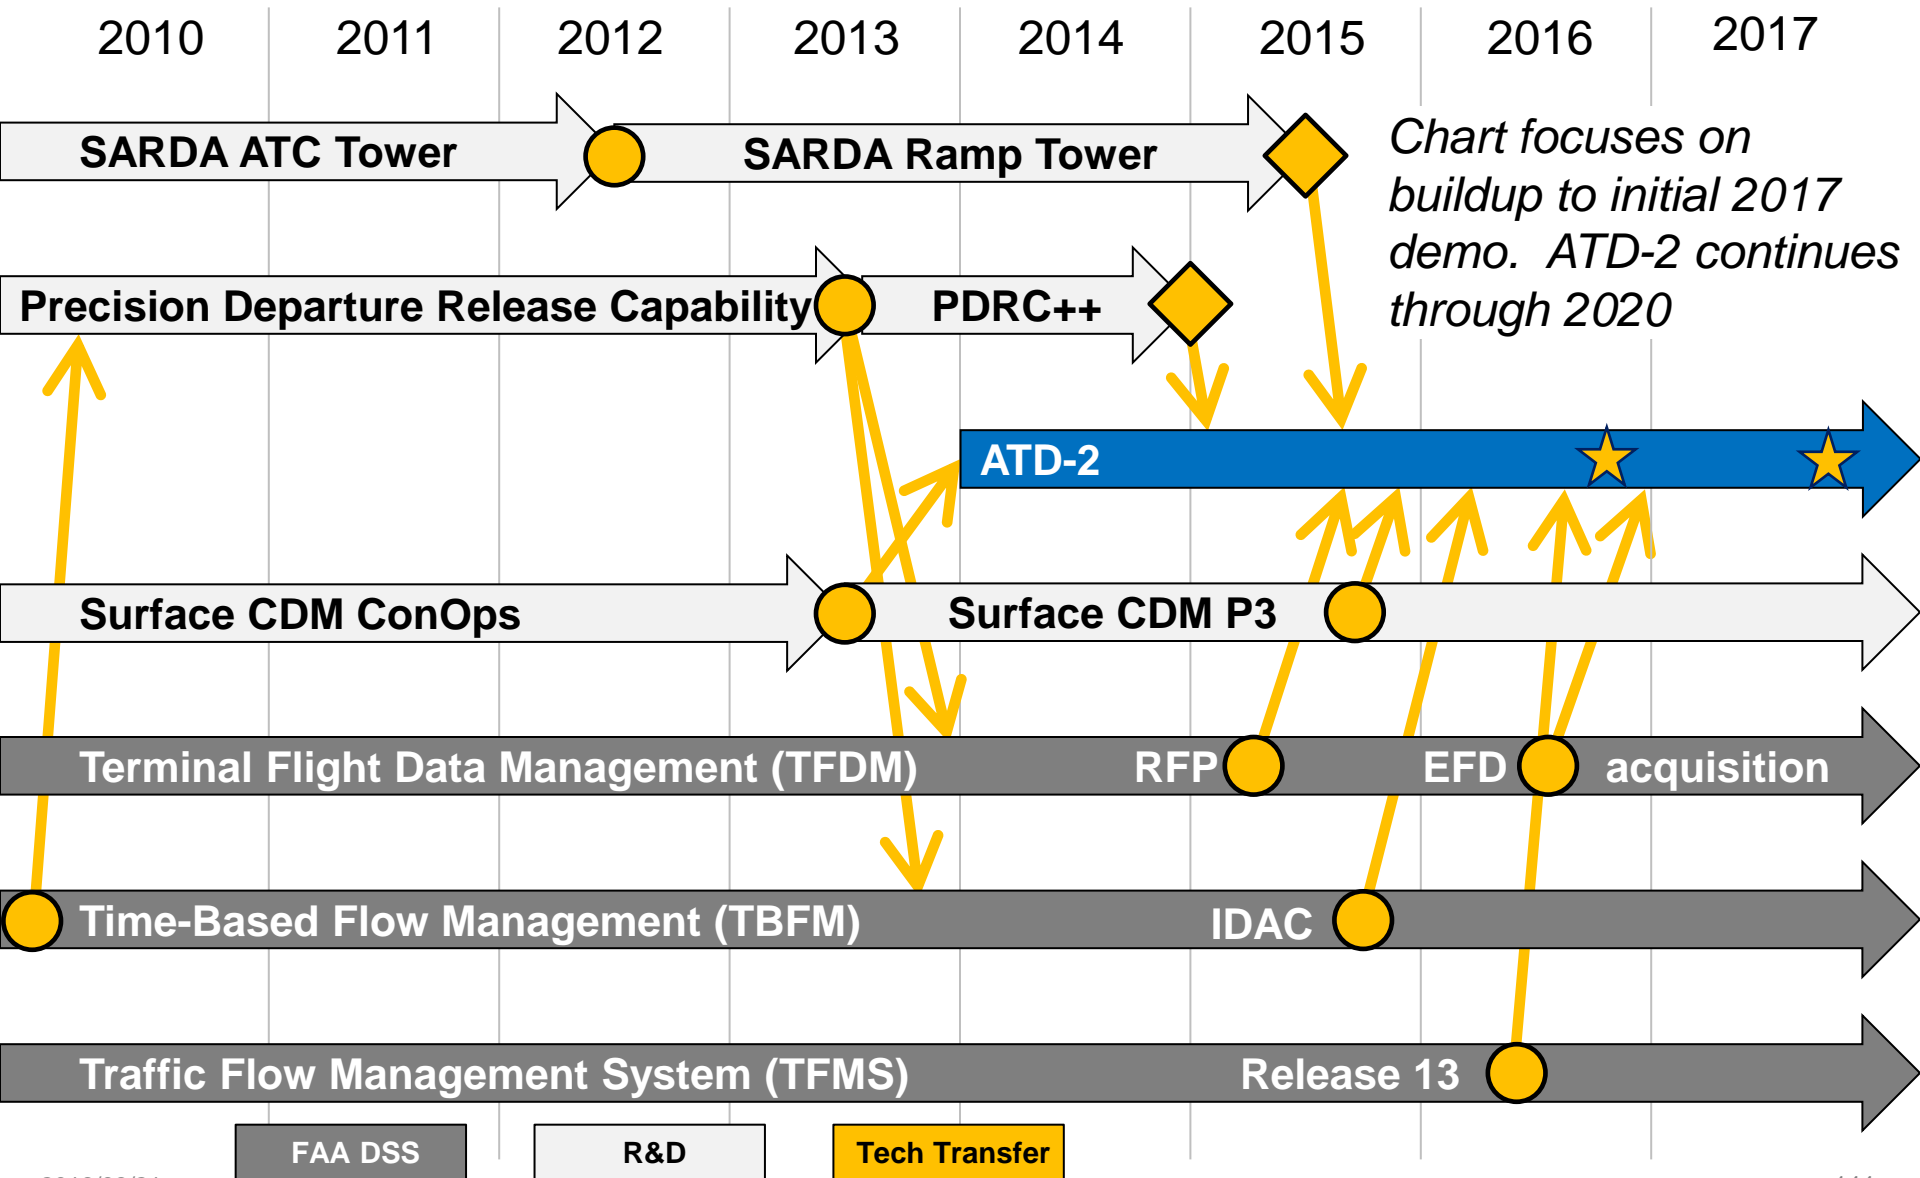 2010 2011 2012 2013 2014 2015 2016 2017
SARDA ATC Tower
SARDA Ramp Tower
Chart focuses on
buildup to initial 2017
demo. ATD-2 continues
through 2020
Precision Departure Release Capability
PDRC++
ATD-2
Surface CDM ConOps
Surface CDM P3
Terminal Flight Data Management (TFDM)
RFP
EFD
acquisition
Time-Based Flow Management (TBFM)
IDAC
Traffic Flow Management System (TFMS)
Release 13
FAA DSS
R&D
Tech Transfer